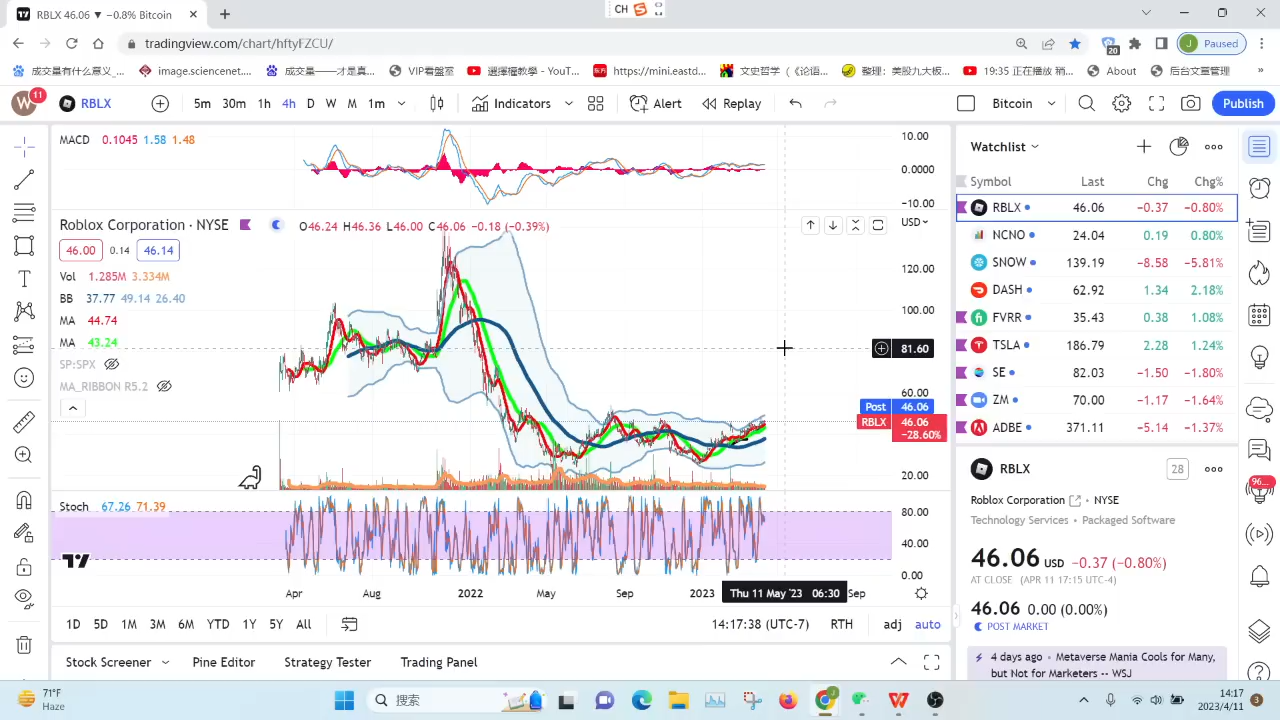 RBLX 46.06 ▼ −0.8% Bitcoin
CH
tradingview.com/chart/hftyFZCU/
20
J Paused
成交量有什么意义_...
image.sciencenet....
成交量——才是真...
VIP看盤室
選擇權教學 - YouT...
https://mini.eastd...
文史哲学（《论语...
整理：美股九大板...
19:35 正在播放 稍...
About
后台文章管理
»
W 11
RBLX
5m 30m 1h 4h D W M 1m
Indicators
Alert
Replay
Bitcoin
Publish
MACD 0.1045 1.58 1.48
10.00
0.0000
−10.00
Roblox Corporation · NYSE
O46.24 H46.36 L46.00 C46.06 −0.18 (−0.39%)
USD
46.00 0.14 46.14
Vol 1.285M 3.334M
BB 37.77 49.14 26.40
MA 44.74
MA 43.24
SP:SPX
MA_RIBBON R5.2
120.00
100.00
81.60
60.00
Post 46.06
RBLX 46.06
−28.60%
20.00
Stoch 67.26 71.39
80.00
40.00
0.00
Apr Aug 2022 May Sep 2023 Thu 11 May '23 06:30 Sep
1D 5D 1M 3M 6M YTD 1Y 5Y All
14:17:38 (UTC-7) RTH adj auto
Stock Screener Pine Editor Strategy Tester Trading Panel
Watchlist
Symbol Last Chg Chg%
RBLX 46.06 −0.37 −0.80%
NCNO 24.04 0.19 0.80%
SNOW 139.19 −8.58 −5.81%
DASH 62.92 1.34 2.18%
FVRR 35.43 0.38 1.08%
TSLA 186.79 2.28 1.24%
SE 82.03 −1.50 −1.80%
ZM 70.00 −1.17 −1.64%
ADBE 371.11 −5.14 −1.37%
RBLX 28
Roblox Corporation · NYSE
Technology Services · Packaged Software
46.06 USD −0.37 (−0.80%)
AT CLOSE (APR 11 17:15 UTC-4)
46.06 0.00 (0.00%)
POST MARKET
4 days ago · Metaverse Mania Cools for Many,
but Not for Marketers -- WSJ
96...
71°F
Haze
搜索
14:17
2023/4/11
3